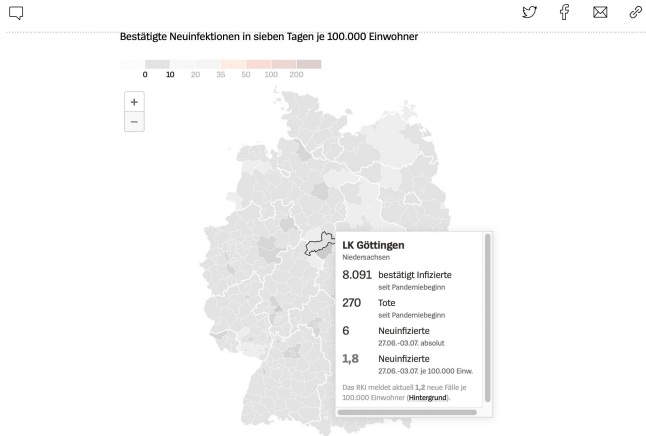 Bestätigte Neuinfektionen in sieben Tagen je 100.000 Einwohner
0 10 20 35 50 100 200
+
−
LK Göttingen
Niedersachsen
8.091 bestätigt Infizierte
seit Pandemiebeginn
270 Tote
seit Pandemiebeginn
6 Neuinfizierte
27.06.-03.07. absolut
1,8 Neuinfizierte
27.06.-03.07. je 100.000 Einw.
Das RKI meldet aktuell 1,2 neue Fälle je
100.000 Einwohner (Hintergrund).